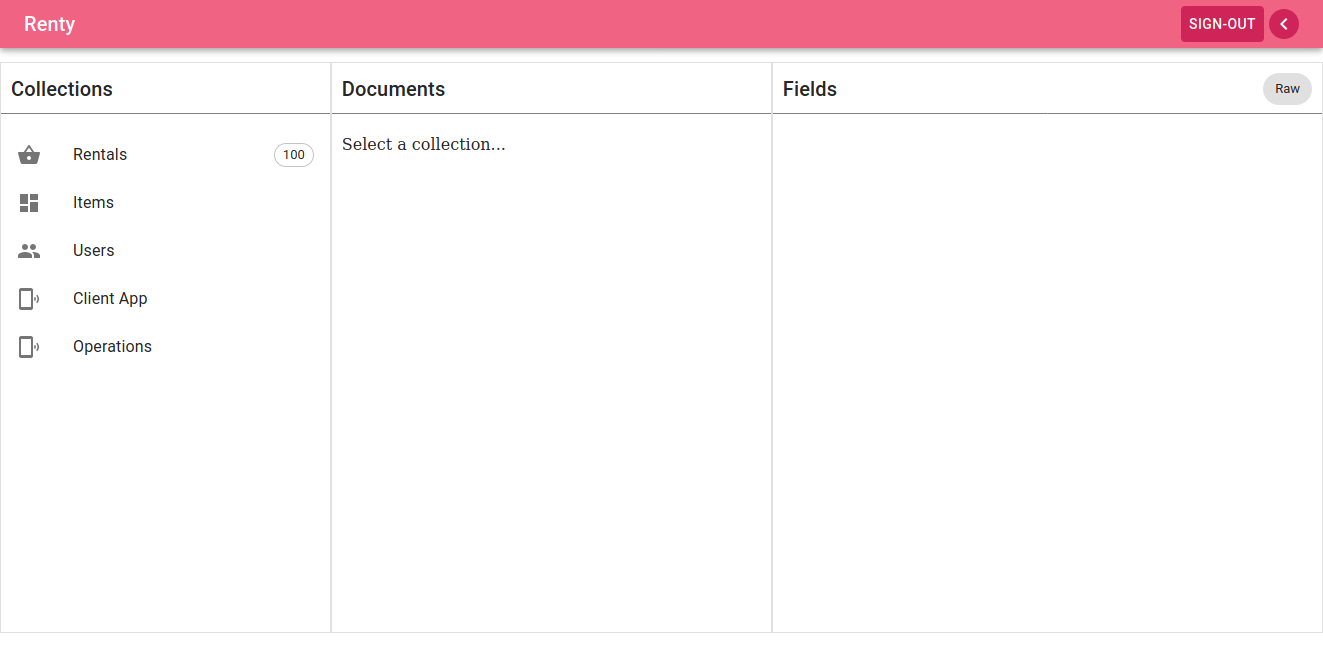 Renty
SIGN-OUT
Collections
Documents
Fields
Raw
Rentals
100
Select a collection...
Items
Users
Client App
Operations